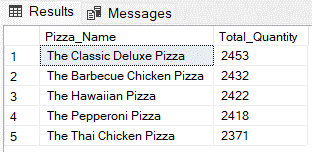 Results Messages
Pizza_Name Total_Quantity
1 The Classic Deluxe Pizza 2453
2 The Barbecue Chicken Pizza 2432
3 The Hawaiian Pizza 2422
4 The Pepperoni Pizza 2418
5 The Thai Chicken Pizza 2371